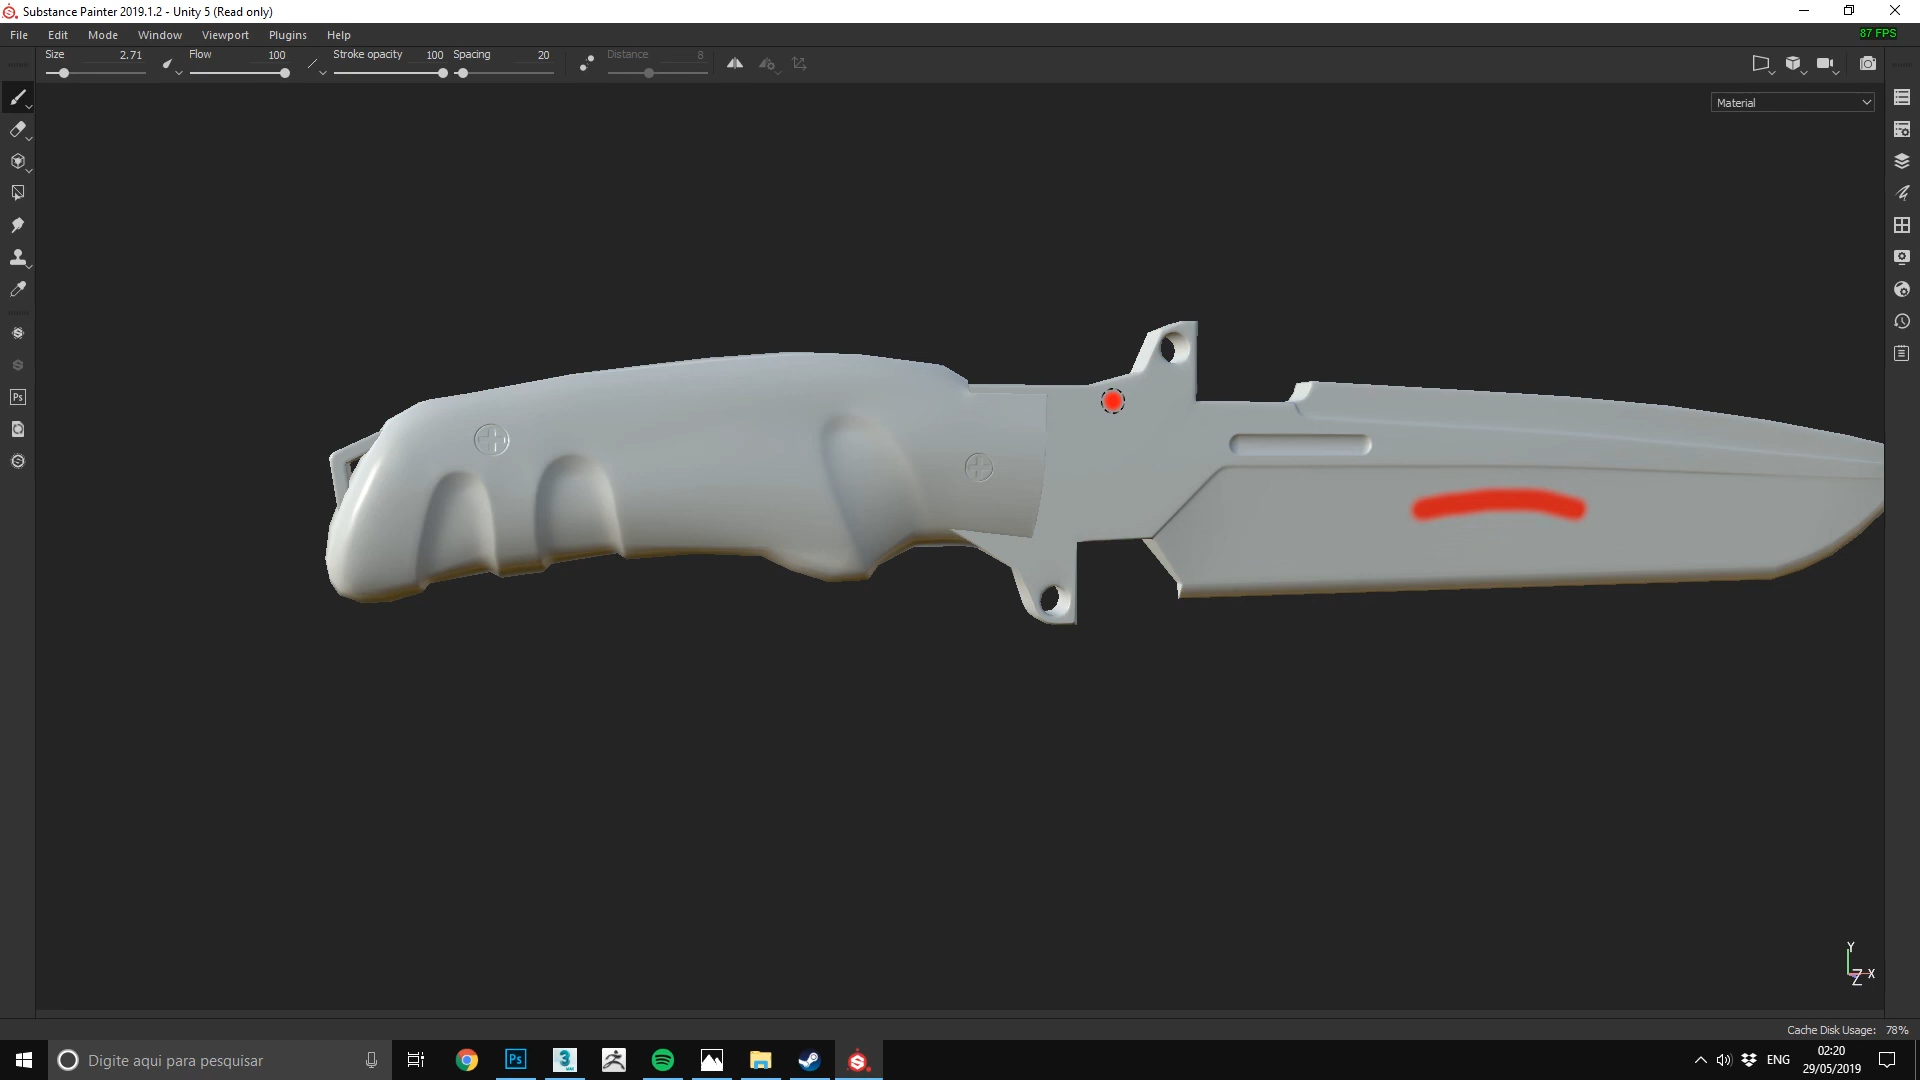 Substance Painter 2019.1.2 - Unity 5 (Read only)
File Edit Mode Window Viewport Plugins Help
87 FPS
Size 2.71 Flow 100 Stroke opacity 100 Spacing 20 Distance 8
Material
Ps
Y
Z X
Cache Disk Usage: 78%
Digite aqui para pesquisar
Ps
3
ENG
02:20
29/05/2019